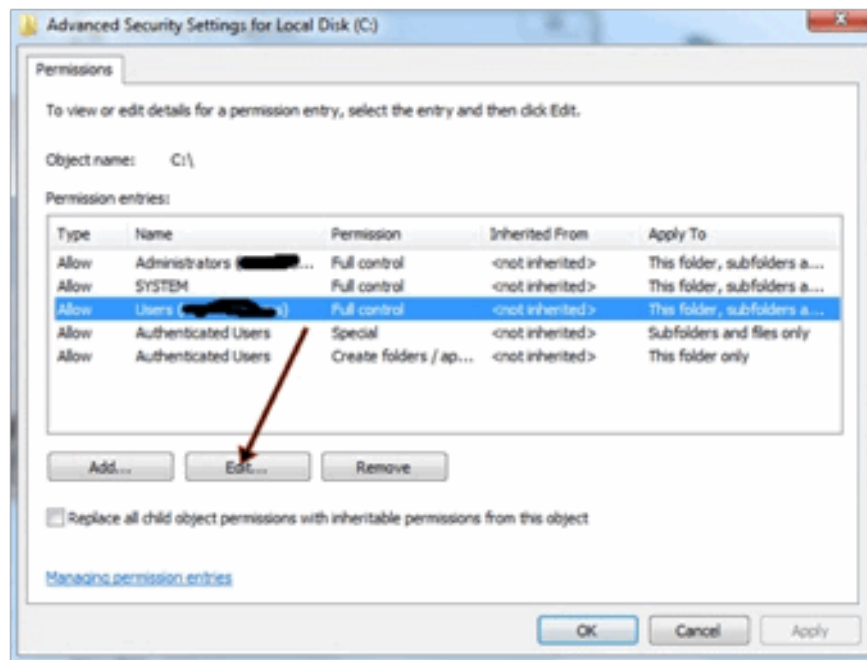 Advanced Security Settings for Local Disk (C:)
Permissions
To view or edit details for a permission entry, select the entry and then click Edit.
Object name: C:\
Permission entries:
Type Name Permission Inherited From Apply To
Allow Administrators ( ... Full control <not inherited> This folder, subfolders a...
Allow SYSTEM Full control <not inherited> This folder, subfolders a...
Allow Users ( a) Full control <not inherited> This folder, subfolders a...
Allow Authenticated Users Special <not inherited> Subfolders and files only
Allow Authenticated Users Create folders / ap... <not inherited> This folder only
Add... Edit... Remove
Replace all child object permissions with inheritable permissions from this object
Managing permission entries
OK Cancel Apply